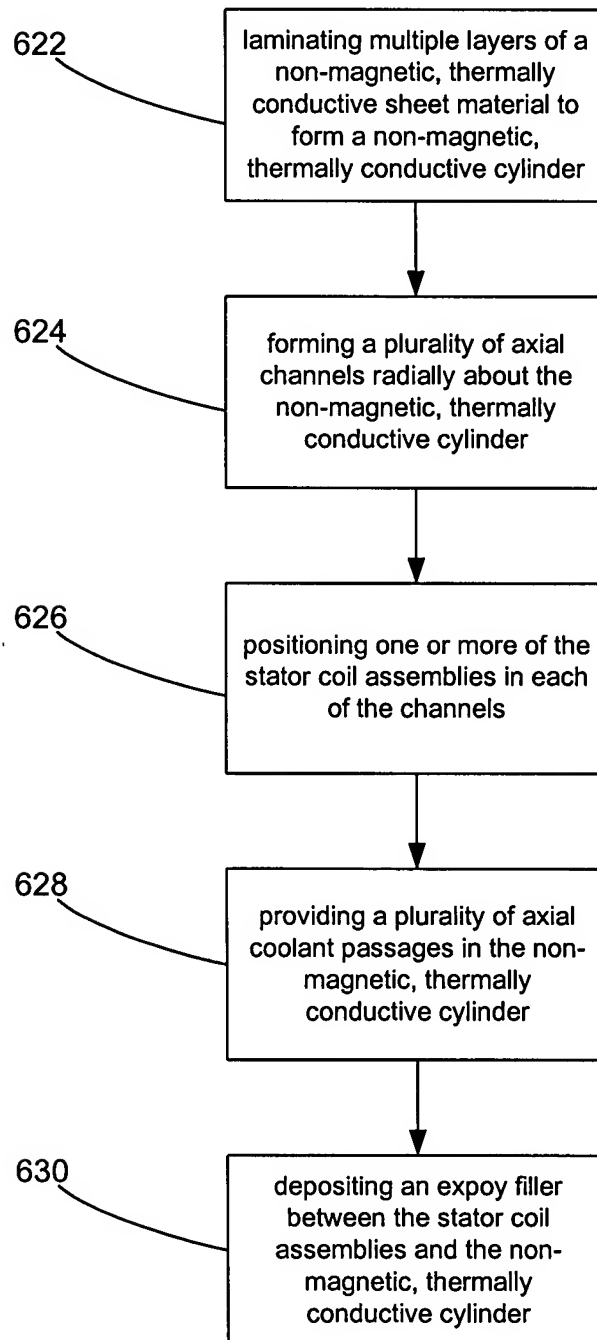 622
laminating multiple layers of a
non-magnetic, thermally
conductive sheet material to
form a non-magnetic,
thermally conductive cylinder
624
forming a plurality of axial
channels radially about the
non-magnetic, thermally
conductive cylinder
626
positioning one or more of the
stator coil assemblies in each
of the channels
628
providing a plurality of axial
coolant passages in the non-
magnetic, thermally
conductive cylinder
630
depositing an expoy filler
between the stator coil
assemblies and the non-
magnetic, thermally
conductive cylinder